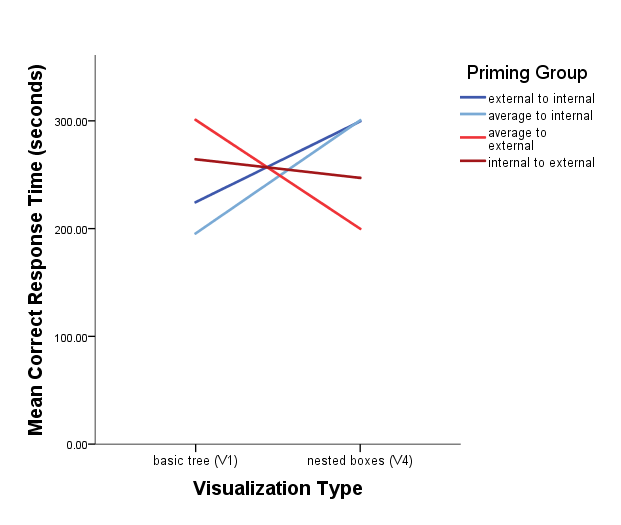 Priming Group
external to internal
average to internal
average to
external
internal to external
Mean Correct Response Time (seconds)
300.00
200.00
100.00
0.00
basic tree (V1)
nested boxes (V4)
Visualization Type